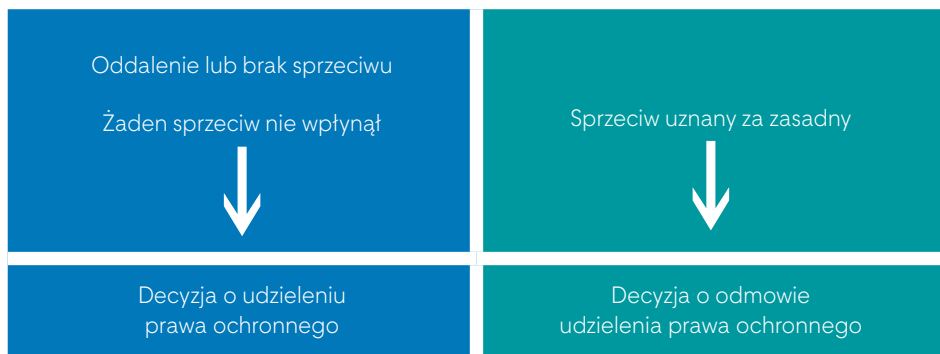 Oddalenie lub brak sprzeciwu
Żaden sprzeciw nie wpłynął
Sprzeciw uznany za zasadny
Decyzja o udzieleniu
prawa ochronnego
Decyzja o odmowie
udzielenia prawa ochronnego